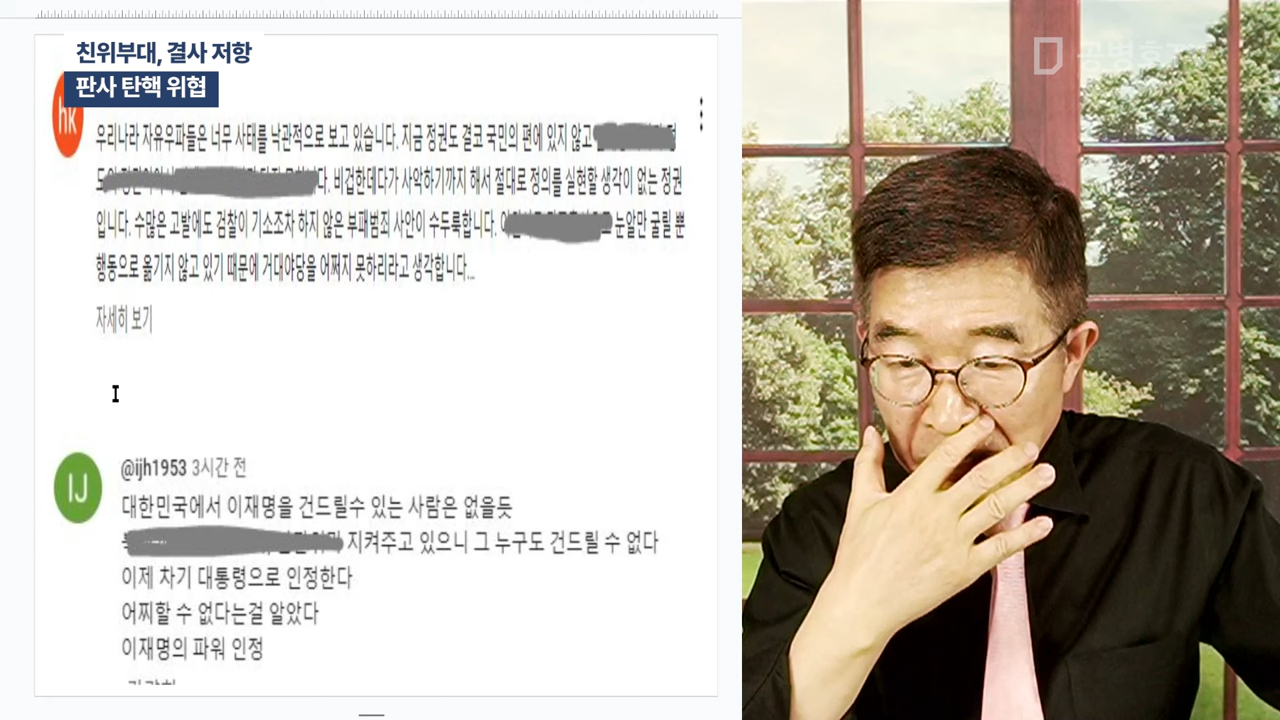 친위부대, 결사 저항
판사 탄핵 위협
hk
우리나라 자유우파들은 너무 사태를 낙관적으로 보고 있습니다. 지금 정권도 결코 국민의 편에 있지 않고
다. 비겁한데다가 사악하기까지 해서 절대로 정의를 실현할 생각이 없는 정권
입니다. 수많은 고발에도 검찰이 기소조차 하지 않은 부패범죄 사안이 수두룩합니다. 눈알만 굴릴 뿐
행동으로 옮기지 않고 있기 때문에 거대야당을 어쩌지 못하리라고 생각합니다...
자세히 보기
IJ
@ijh1953 3시간 전
대한민국에서 이재명을 건드릴수 있는 사람은 없을듯
지켜주고 있으니 그 누구도 건드릴 수 없다
이제 차기 대통령으로 인정한다
어찌할 수 없다는걸 알았다
이재명의 파워 인정